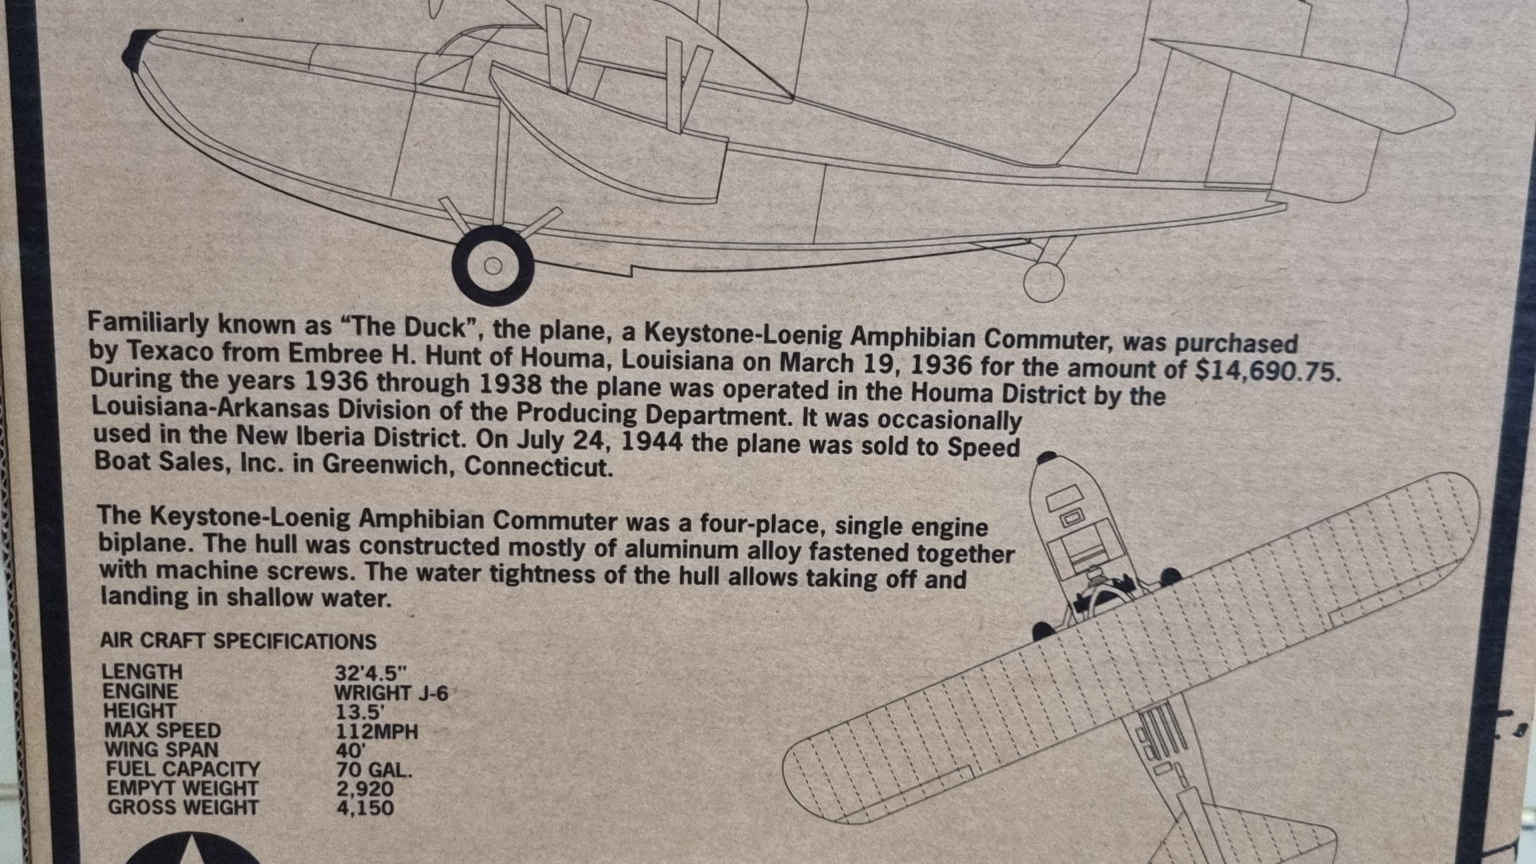 Familiarly known as “The Duck”, the plane, a Keystone-Loenig Amphibian Commuter, was purchased
by Texaco from Embree H. Hunt of Houma, Louisiana on March 19, 1936 for the amount of $14,690.75.
During the years 1936 through 1938 the plane was operated in the Houma District by the
Louisiana-Arkansas Division of the Producing Department. It was occasionally
used in the New Iberia District. On July 24, 1944 the plane was sold to Speed
Boat Sales, Inc. in Greenwich, Connecticut.
The Keystone-Loenig Amphibian Commuter was a four-place, single engine
biplane. The hull was constructed mostly of aluminum alloy fastened together
with machine screws. The water tightness of the hull allows taking off and
landing in shallow water.
AIR CRAFT SPECIFICATIONS
LENGTH 32'4.5"
ENGINE WRIGHT J-6
HEIGHT 13.5'
MAX SPEED 112MPH
WING SPAN 40'
FUEL CAPACITY 70 GAL.
EMPYT WEIGHT 2,920
GROSS WEIGHT 4,150